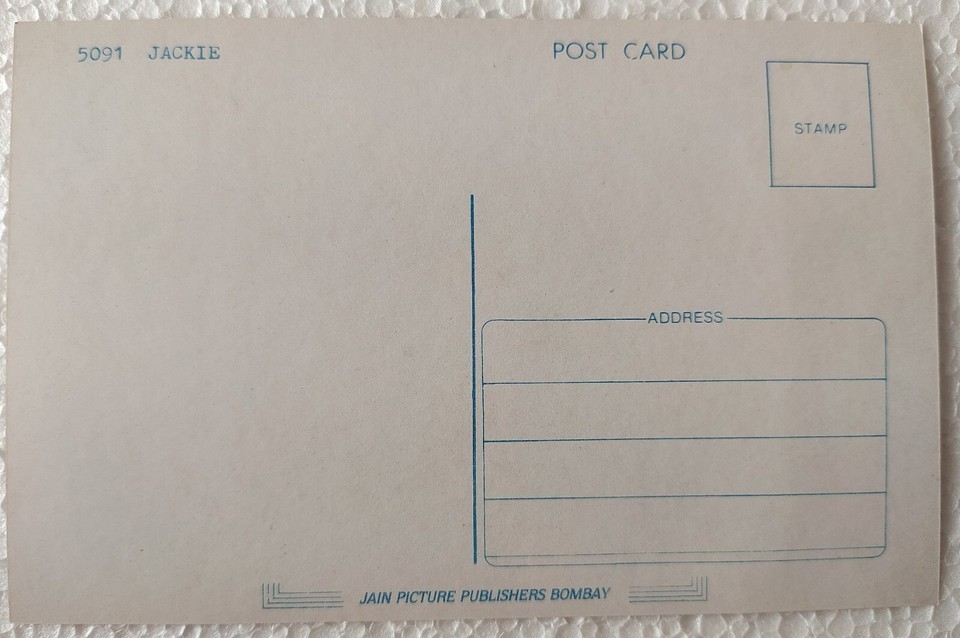 5091 JACKIE
POST CARD
STAMP
ADDRESS
JAIN PICTURE PUBLISHERS BOMBAY